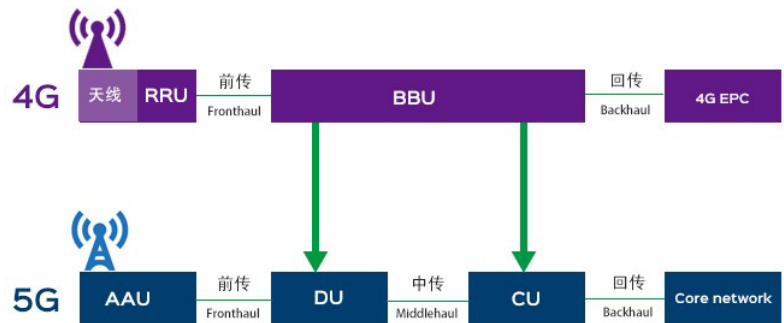 4G
天线
RRU
前传
Fronthaul
BBU
回传
Backhaul
4G EPC
5G
AAU
前传
Fronthaul
DU
中传
Middlehaul
CU
回传
Backhaul
Core network